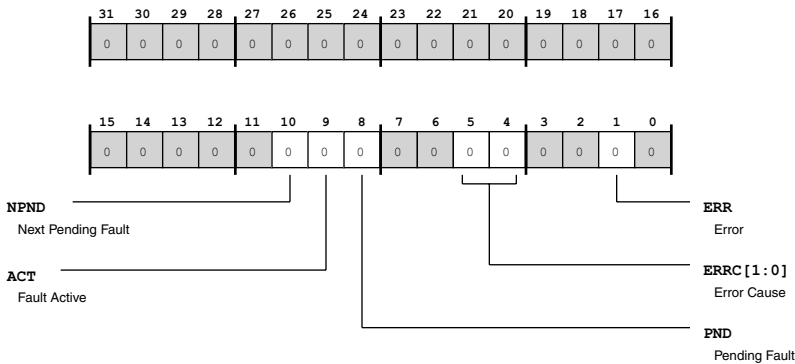 31 30 29 28 27 26 25 24 23 22 21 20 19 18 17 16
0 0 0 0 0 0 0 0 0 0 0 0 0 0 0 0
15 14 13 12 11 10 9 8 7 6 5 4 3 2 1 0
0 0 0 0 0 0 0 0 0 0 0 0 0 0 0 0
NPND
Next Pending Fault
ACT
Fault Active
ERR
Error
ERRC[1:0]
Error Cause
PND
Pending Fault